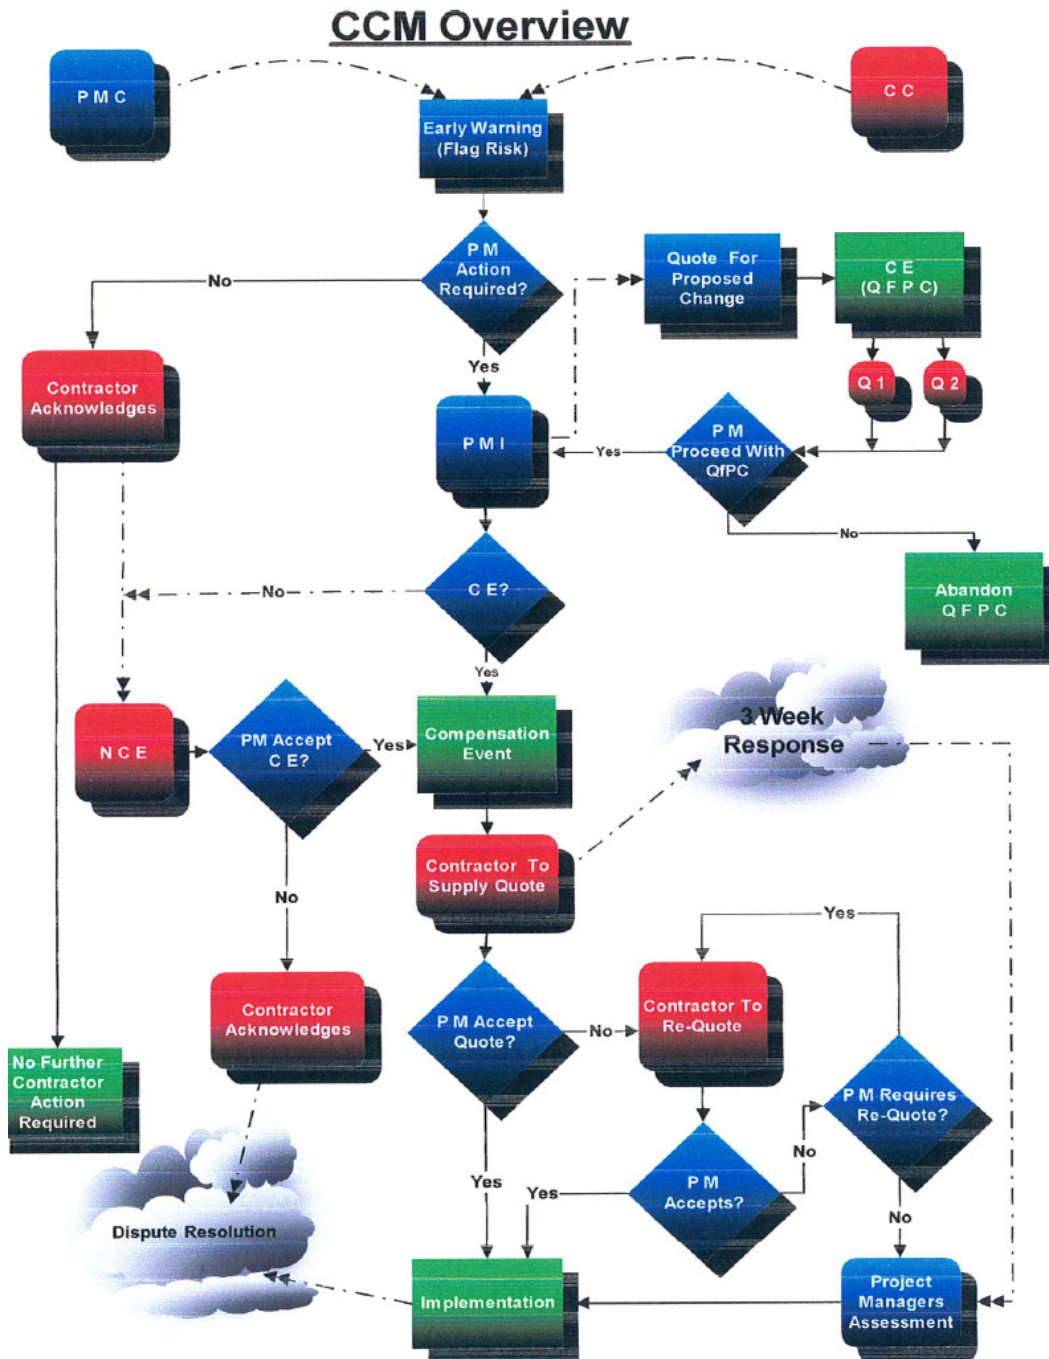 CCM Overview
P M C
C C
Early Warning
(Flag Risk)
P M
Action
Required?
No
Quote For
Proposed
Change
C E
(Q F P C)
Yes
Contractor
Acknowledges
Q 1
Q 2
P M I
Yes
P M
Proceed With
QfPC
No
C E?
No
Abandon
Q F P C
Yes
N C E
PM Accept
C E?
Yes
Compensation
Event
3 Week
Response
Contractor To
Supply Quote
No
Yes
Contractor
Acknowledges
P M Accept
Quote?
No
Contractor To
Re-Quote
No Further
Contractor
Action
Required
P M Requires
Re-Quote?
No
Yes
Yes
P M
Accepts?
No
Dispute Resolution
Implementation
Project
Managers
Assessment